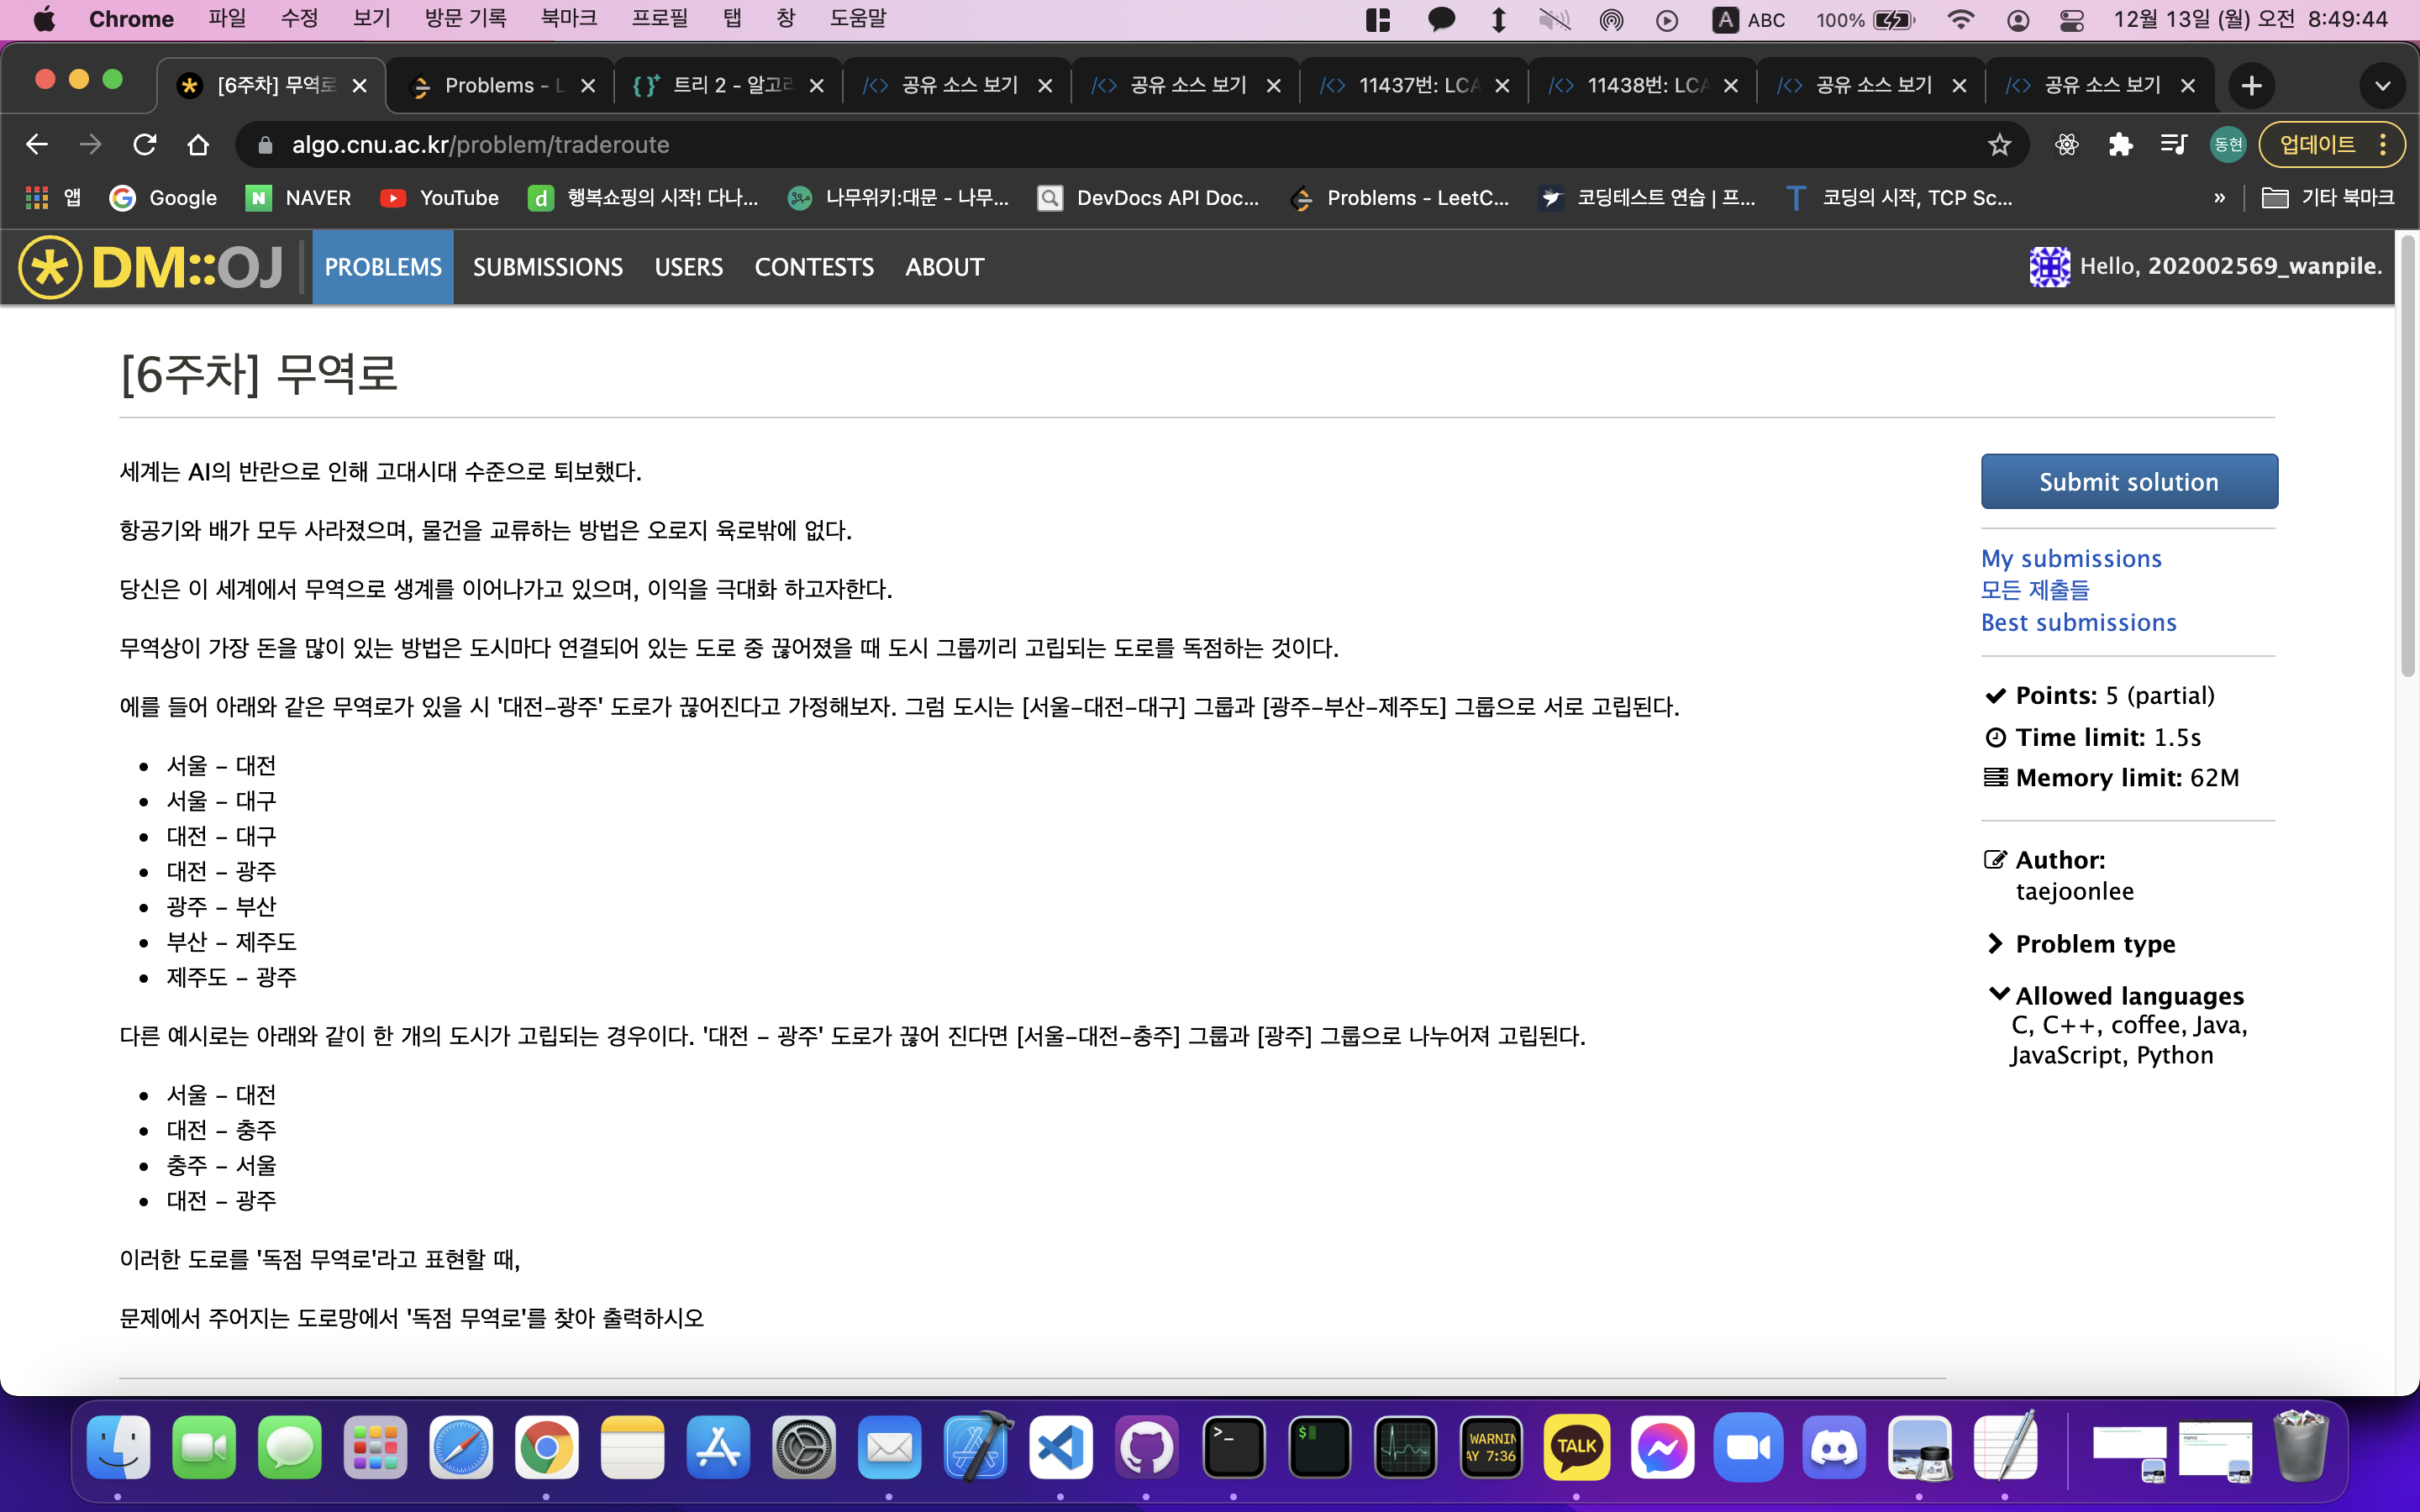 Chrome 파일 수정 보기 방문 기록 북마크 프로필 탭 창 도움말 A ABC 100% 12월 13일 (월) 오전 8:49:44
[6주차] 무역로 Problems - L 트리 2 - 알고리 공유 소스 보기 공유 소스 보기 11437번: LCA 11438번: LCA 공유 소스 보기 공유 소스 보기
algo.cnu.ac.kr/problem/traderoute 동현 업데이트
앱 Google NAVER YouTube 행복쇼핑의 시작! 다나... 나무위키:대문 - 나무... DevDocs API Doc... Problems - LeetC... 코딩테스트 연습 | 프... 코딩의 시작, TCP Sc... » 기타 북마크
DM::OJ PROBLEMS SUBMISSIONS USERS CONTESTS ABOUT Hello, 202002569_wanpile.
[6주차] 무역로
세계는 AI의 반란으로 인해 고대시대 수준으로 퇴보했다.
항공기와 배가 모두 사라졌으며, 물건을 교류하는 방법은 오로지 육로밖에 없다.
당신은 이 세계에서 무역으로 생계를 이어나가고 있으며, 이익을 극대화 하고자한다.
무역상이 가장 돈을 많이 있는 방법은 도시마다 연결되어 있는 도로 중 끊어졌을 때 도시 그룹끼리 고립되는 도로를 독점하는 것이다.
에를 들어 아래와 같은 무역로가 있을 시 '대전-광주' 도로가 끊어진다고 가정해보자. 그럼 도시는 [서울-대전-대구] 그룹과 [광주-부산-제주도] 그룹으로 서로 고립된다.
• 서울 - 대전
• 서울 - 대구
• 대전 - 대구
• 대전 - 광주
• 광주 - 부산
• 부산 - 제주도
• 제주도 - 광주
다른 예시로는 아래와 같이 한 개의 도시가 고립되는 경우이다. '대전 - 광주' 도로가 끊어 진다면 [서울-대전-충주] 그룹과 [광주] 그룹으로 나누어져 고립된다.
• 서울 - 대전
• 대전 - 충주
• 충주 - 서울
• 대전 - 광주
이러한 도로를 '독점 무역로'라고 표현할 때,
문제에서 주어지는 도로망에서 '독점 무역로'를 찾아 출력하시오
Submit solution
My submissions
모든 제출들
Best submissions
Points: 5 (partial)
Time limit: 1.5s
Memory limit: 62M
Author:
taejoonlee
Problem type
Allowed languages
C, C++, coffee, Java,
JavaScript, Python
WARNIN
AY 7:36
TALK